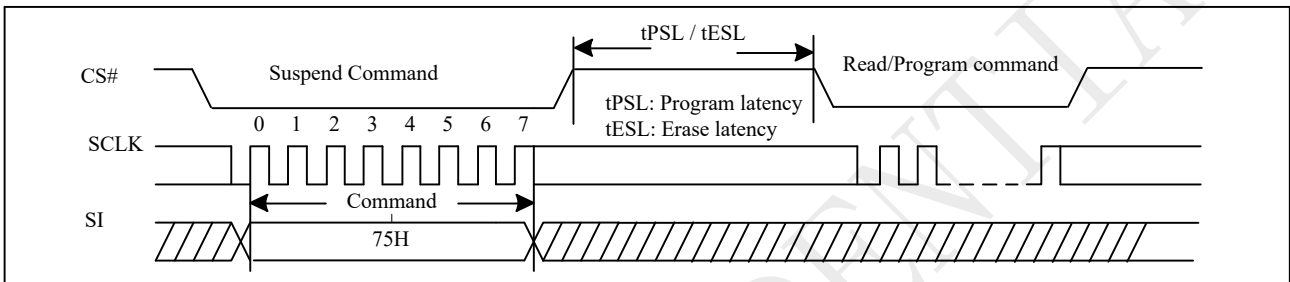 tPSL / tESL
CS#
Suspend Command
Read/Program command
tPSL: Program latency
tESL: Erase latency
0 1 2 3 4 5 6 7
SCLK
Command
SI
75H